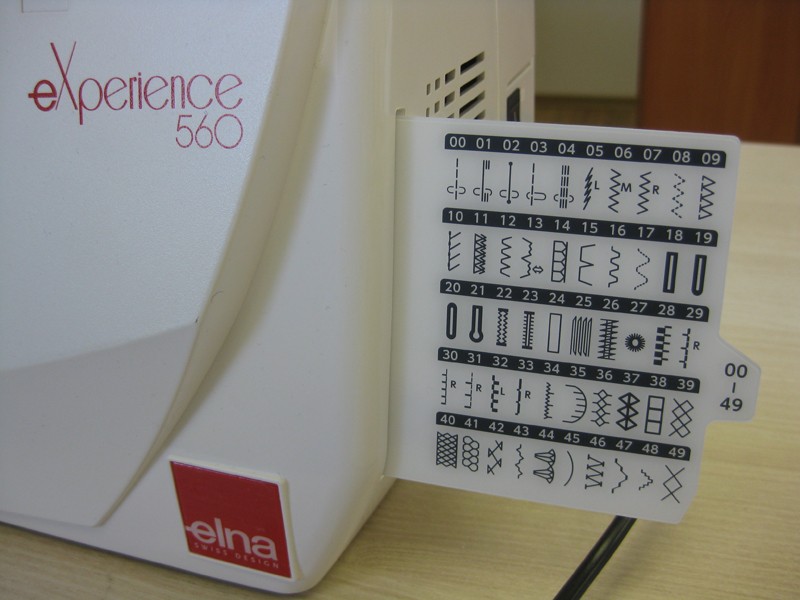 eXperience
560
00 01 02 03 04 05 06 07 08 09
L M R
10 11 12 13 14 15 16 17 18 19
20 21 22 23 24 25 26 27 28 29
R
30 31 32 33 34 35 36 37 38 39
R R L R
40 41 42 43 44 45 46 47 48 49
00
-
49
elna
SWISS DESIGN